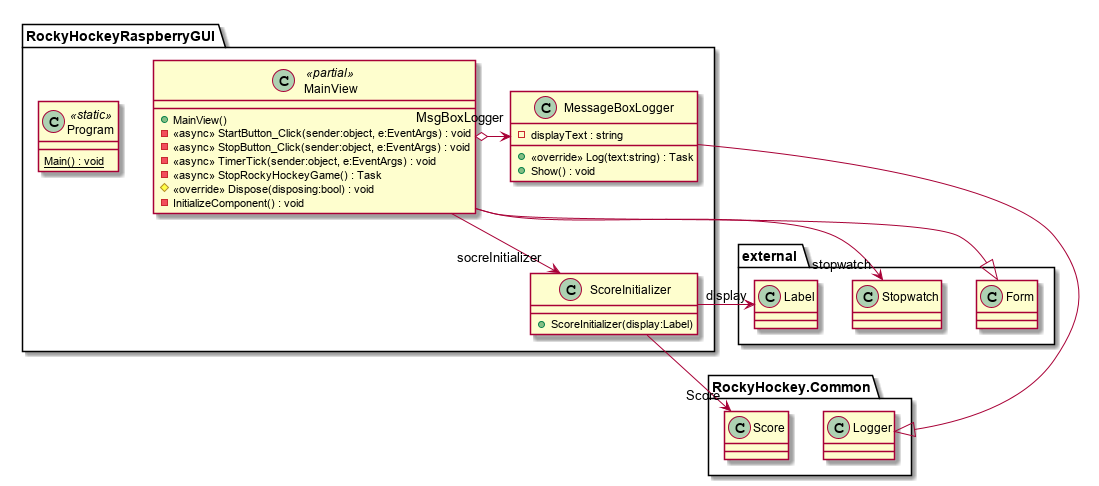 RockyHockeyRaspberryGUI
C
«static»
Program
Main() : void
C
«partial»
MainView
MainView()
«async» StartButton_Click(sender:object, e:EventArgs) : void
«async» StopButton_Click(sender:object, e:EventArgs) : void
«async» TimerTick(sender:object, e:EventArgs) : void
«async» StopRockyHockeyGame() : Task
«override» Dispose(disposing:bool) : void
InitializeComponent() : void
MsgBoxLogger
C MessageBoxLogger
displayText : string
«override» Log(text:string) : Task
Show() : void
socreInitializer
C ScoreInitializer
ScoreInitializer(display:Label)
external
stopwatch
display
C Label
C Stopwatch
C Form
RockyHockey.Common
Score
C Score
C Logger